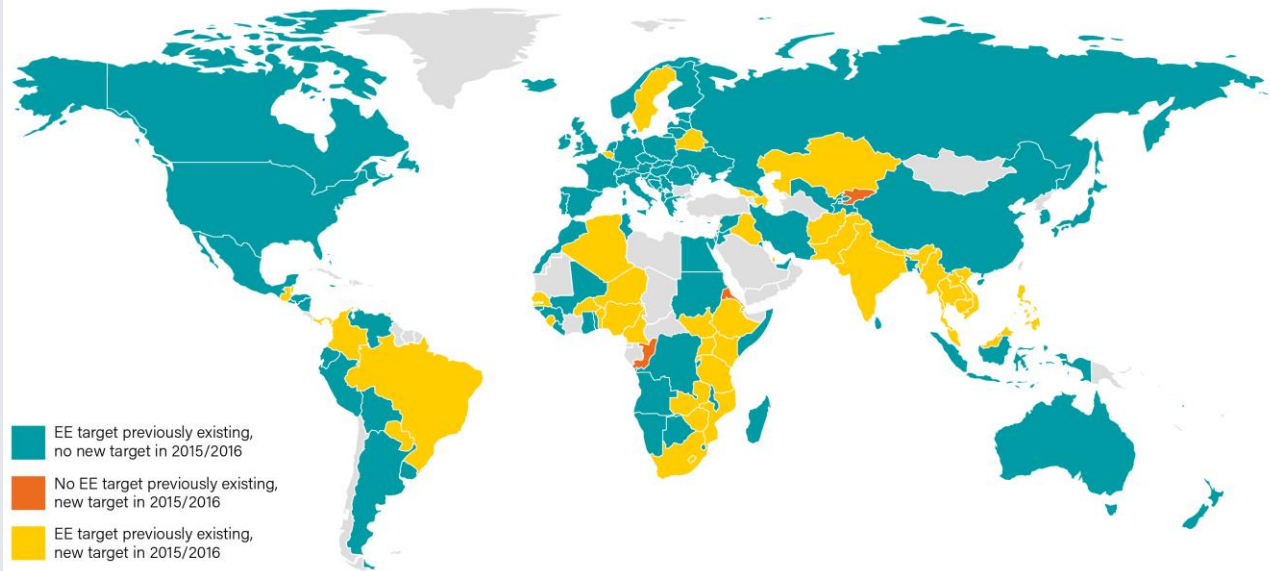 EE target previously existing,
no new target in 2015/2016
No EE target previously existing,
new target in 2015/2016
EE target previously existing,
new target in 2015/2016